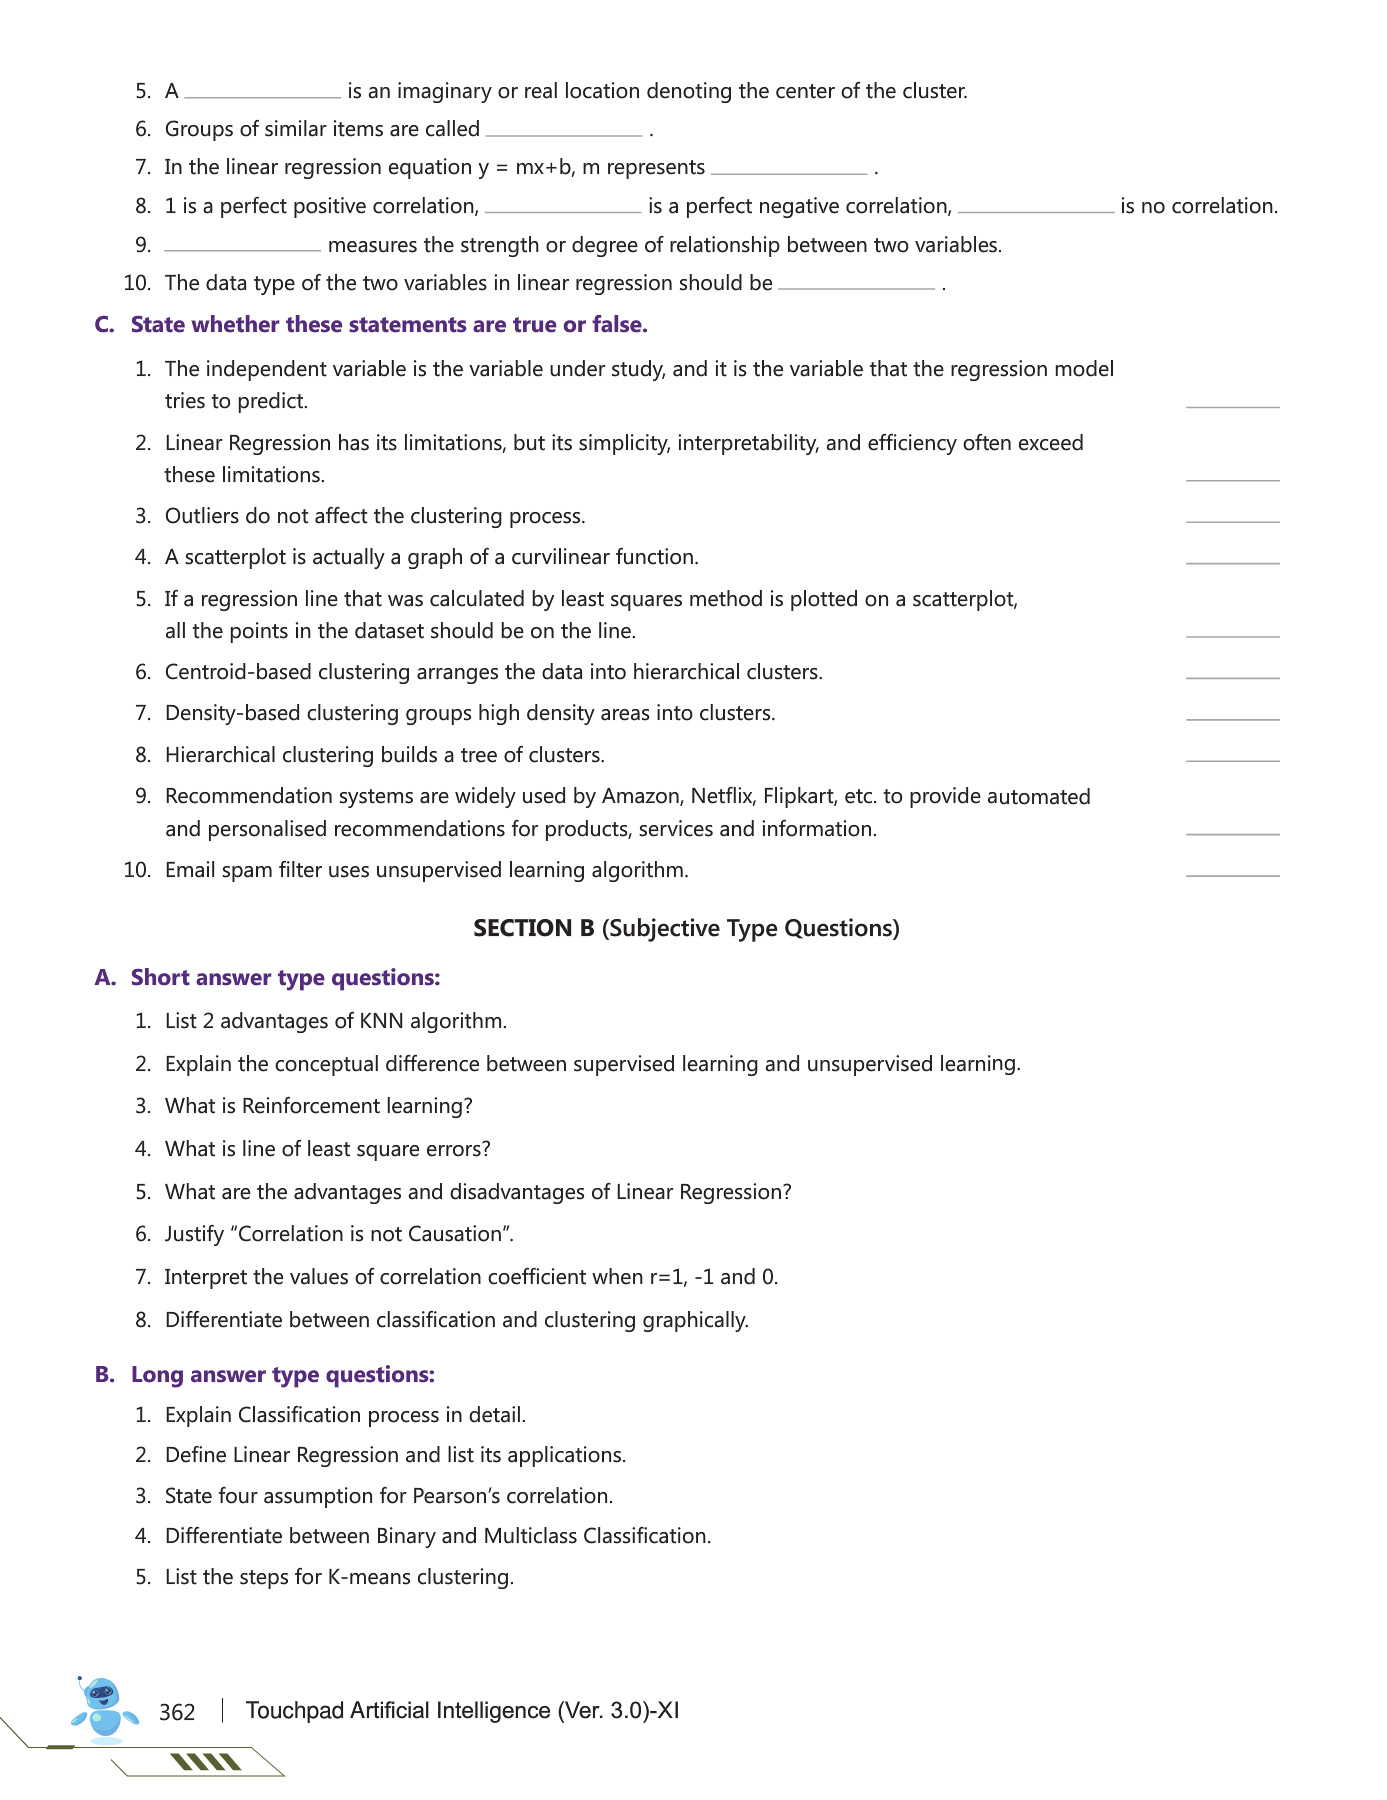 5. A ______________ is an imaginary or real location denoting the center of the cluster.
6. Groups of similar items are called ______________ .
7. In the linear regression equation y = mx+b, m represents ______________ .
8. 1 is a perfect positive correlation, ______________ is a perfect negative correlation, ______________ is no correlation.
9. ______________ measures the strength or degree of relationship between two variables.
10. The data type of the two variables in linear regression should be ______________ .
C. State whether these statements are true or false.
1. The independent variable is the variable under study, and it is the variable that the regression model
tries to predict. ________
2. Linear Regression has its limitations, but its simplicity, interpretability, and efficiency often exceed
these limitations. ________
3. Outliers do not affect the clustering process. ________
4. A scatterplot is actually a graph of a curvilinear function. ________
5. If a regression line that was calculated by least squares method is plotted on a scatterplot,
all the points in the dataset should be on the line. ________
6. Centroid-based clustering arranges the data into hierarchical clusters. ________
7. Density-based clustering groups high density areas into clusters. ________
8. Hierarchical clustering builds a tree of clusters. ________
9. Recommendation systems are widely used by Amazon, Netflix, Flipkart, etc. to provide automated
and personalised recommendations for products, services and information. ________
10. Email spam filter uses unsupervised learning algorithm. ________
SECTION B (Subjective Type Questions)
A. Short answer type questions:
1. List 2 advantages of KNN algorithm.
2. Explain the conceptual difference between supervised learning and unsupervised learning.
3. What is Reinforcement learning?
4. What is line of least square errors?
5. What are the advantages and disadvantages of Linear Regression?
6. Justify “Correlation is not Causation”.
7. Interpret the values of correlation coefficient when r=1, -1 and 0.
8. Differentiate between classification and clustering graphically.
B. Long answer type questions:
1. Explain Classification process in detail.
2. Define Linear Regression and list its applications.
3. State four assumption for Pearson’s correlation.
4. Differentiate between Binary and Multiclass Classification.
5. List the steps for K-means clustering.
362 | Touchpad Artificial Intelligence (Ver. 3.0)-XI